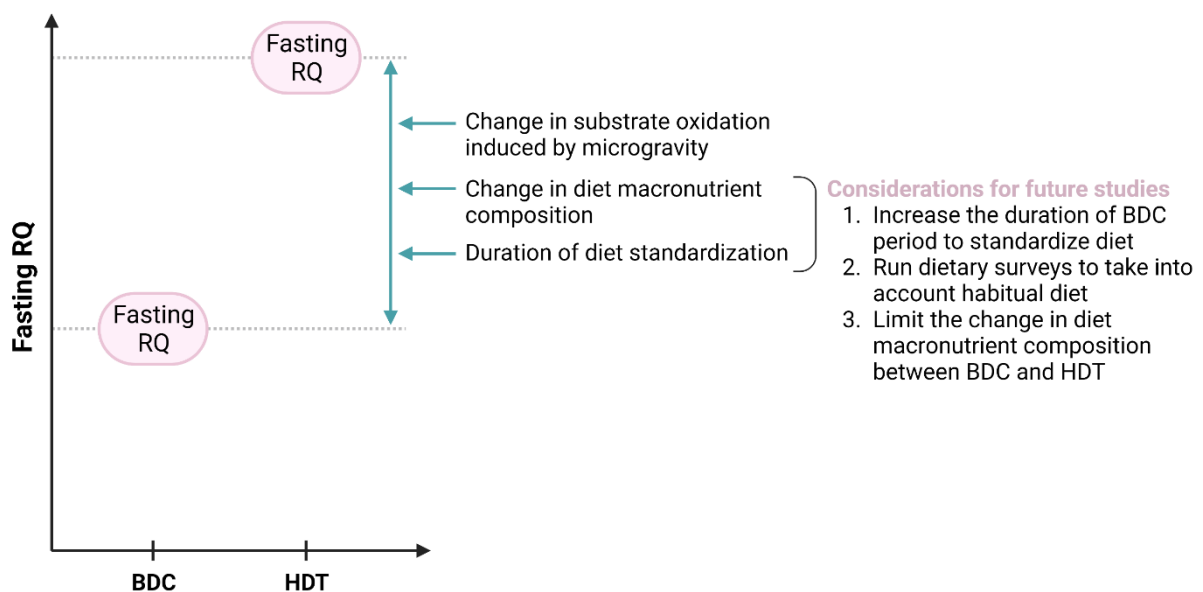 Fasting RQ
Fasting
RQ
Fasting
RQ
BDC
HDT
Change in substrate oxidation
induced by microgravity
Change in diet macronutrient
composition
Duration of diet standardization
Considerations for future studies
1. Increase the duration of BDC
period to standardize diet
2. Run dietary surveys to take into
account habitual diet
3. Limit the change in diet
macronutrient composition
between BDC and HDT